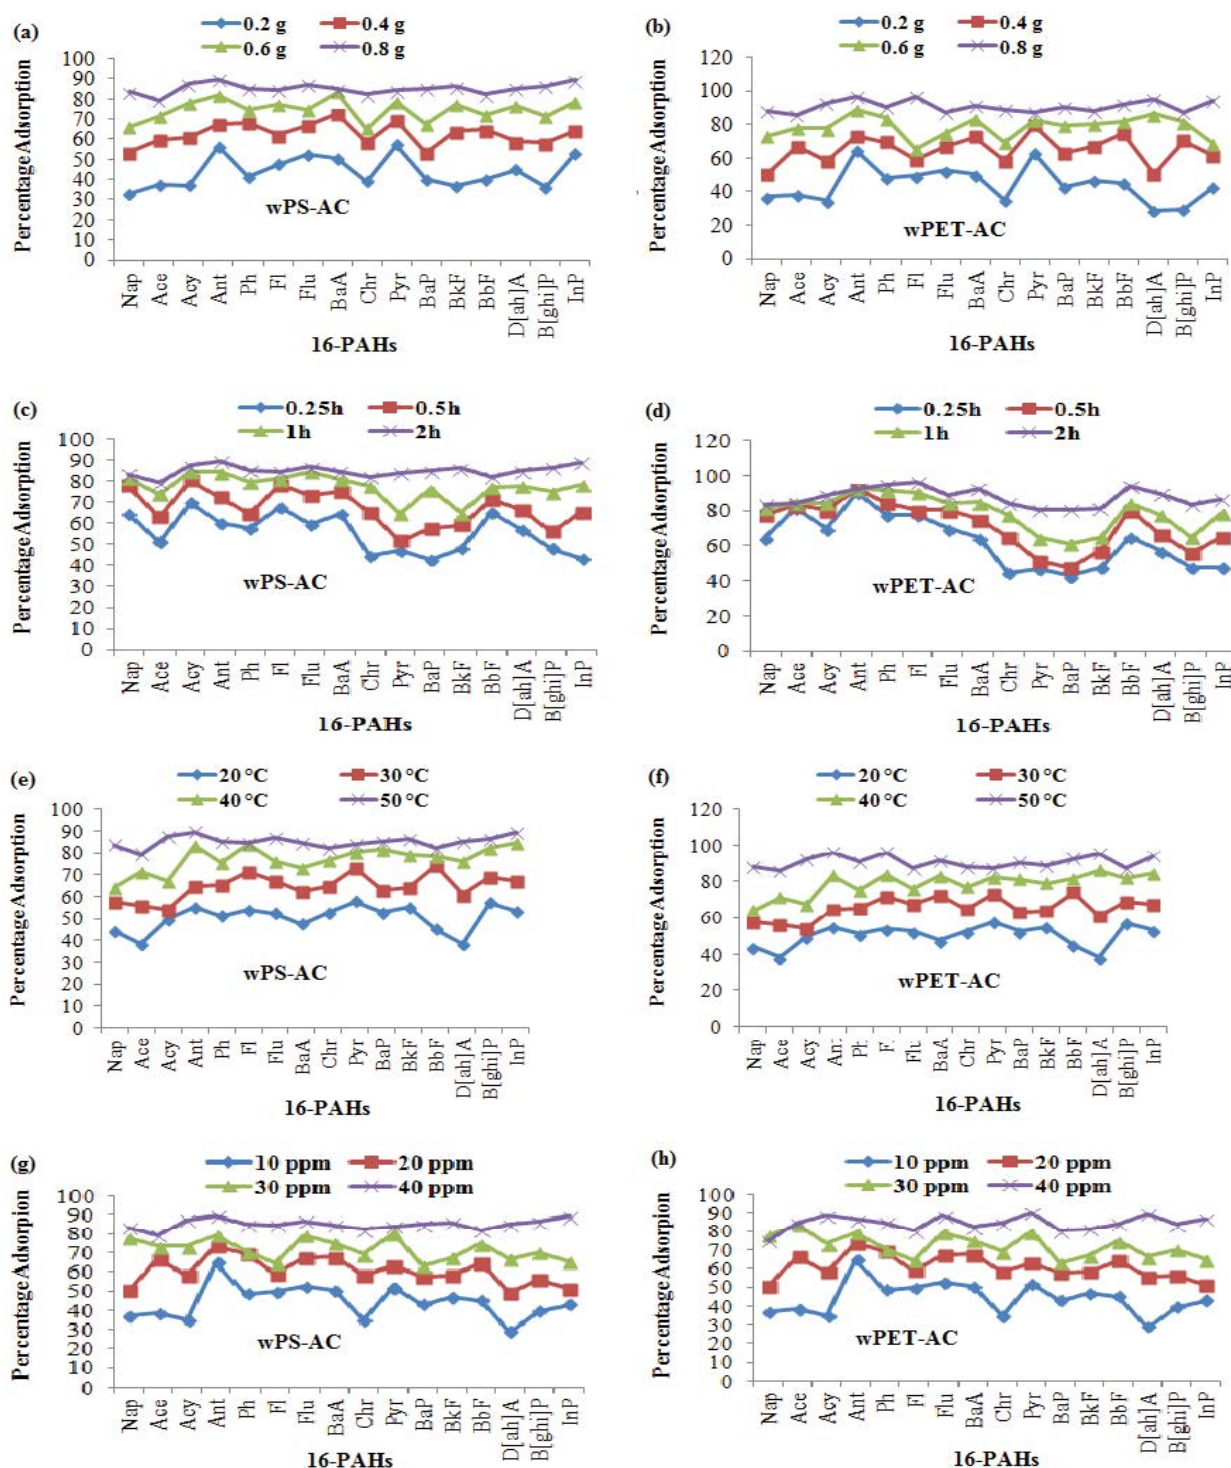 (a)
0.2 g 0.4 g
0.6 g 0.8 g
Percentage Adsorption
100
90
80
70
60
50
40
30
20
10
0
wPS-AC
Nap Ace Acy Ant Ph Fl Flu BaA Chr Pyr BaP BkF BbF D[ah]A B[ghi]P InP
16-PAHs
(b)
0.2 g 0.4 g
0.6 g 0.8 g
Percentage Adsorption
120
100
80
60
40
20
0
wPET-AC
Nap Ace Acy Ant Ph Fl Flu BaA Chr Pyr BaP BkF BbF D[ah]A B[ghi]P InP
16-PAHs
(c)
0.25h 0.5h
1h 2h
Percentage Adsorption
100
90
80
70
60
50
40
30
20
10
0
wPS-AC
Nap Ace Acy Ant Ph Fl Flu BaA Chr Pyr BaP BkF BbF D[ah]A B[ghi]P InP
16-PAHs
(d)
0.25h 0.5h
1h 2h
Percentage Adsorption
120
100
80
60
40
20
0
wPET-AC
Nap Ace Acy Ant Ph Fl Flu BaA Chr Pyr BaP BkF BbF D[ah]A B[ghi]P InP
16-PAHs
(e)
20 °C 30 °C
40 °C 50 °C
Percentage Adsorption
100
90
80
70
60
50
40
30
20
10
0
wPS-AC
Nap Ace Acy Ant Ph Fl Flu BaA Chr Pyr BaP BkF BbF D[ah]A B[ghi]P InP
16-PAHs
(f)
20 °C 30 °C
40 °C 50 °C
Percentage Adsorption
120
100
80
60
40
20
0
wPET-AC
Nap Ace Acy BaA Chr Pyr BaP BkF BbF D[ah]A B[ghi]P InP
16-PAHs
(g)
10 ppm 20 ppm
30 ppm 40 ppm
Percentage Adsorpion
100
90
80
70
60
50
40
30
20
10
0
wPS-AC
Nap Ace Acy Ant Ph Fl Flu BaA Chr Pyr BaP BkF BbF D[ah]A B[ghi]P InP
16-PAHs
(h)
10 ppm 20 ppm
30 ppm 40 ppm
Percentage Adsorption
100
90
80
70
60
50
40
30
20
10
0
wPET-AC
Nap Ace Acy Ant Ph Fl Flu BaA Chr Pyr BaP BkF BbF D[ah]A B[ghi]P InP
16-PAHs